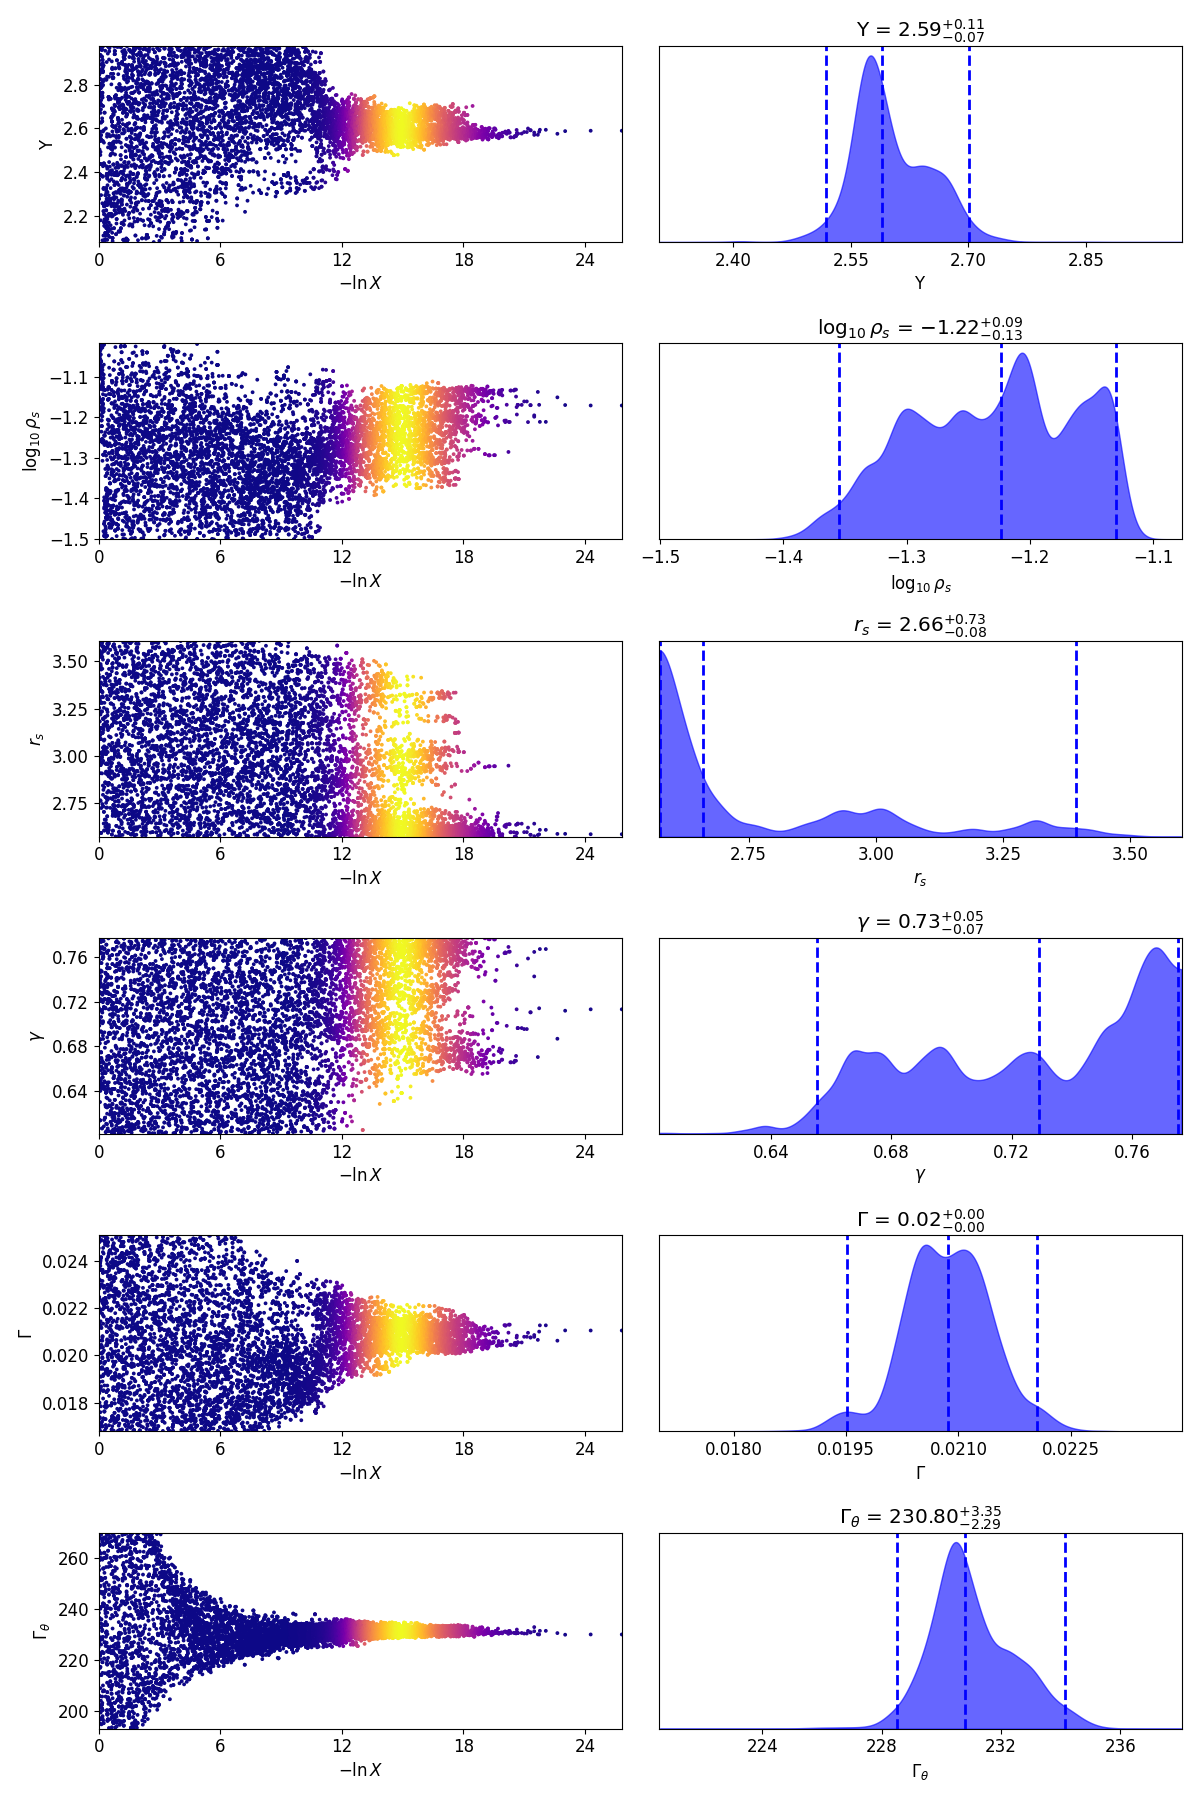 Υ = 2.59+0.11−0.07
2.8
2.6
2.4
2.2
Υ
0 6 12 18 24
−ln X
2.40 2.55 2.70 2.85
Υ
log10 ρs = −1.22+0.09−0.13
−1.1
−1.2
−1.3
−1.4
−1.5
log10 ρs
0 6 12 18 24
−ln X
−1.5 −1.4 −1.3 −1.2 −1.1
log10 ρs
rs = 2.66+0.73−0.08
3.50
3.25
3.00
2.75
rs
0 6 12 18 24
−ln X
2.75 3.00 3.25 3.50
rs
γ = 0.73+0.05−0.07
0.76
0.72
0.68
0.64
γ
0 6 12 18 24
−ln X
0.64 0.68 0.72 0.76
γ
Γ = 0.02+0.00−0.00
0.024
0.022
0.020
0.018
Γ
0 6 12 18 24
−ln X
0.0180 0.0195 0.0210 0.0225
Γ
Γθ = 230.80+3.35−2.29
260
240
220
200
Γθ
0 6 12 18 24
−ln X
224 228 232 236
Γθ